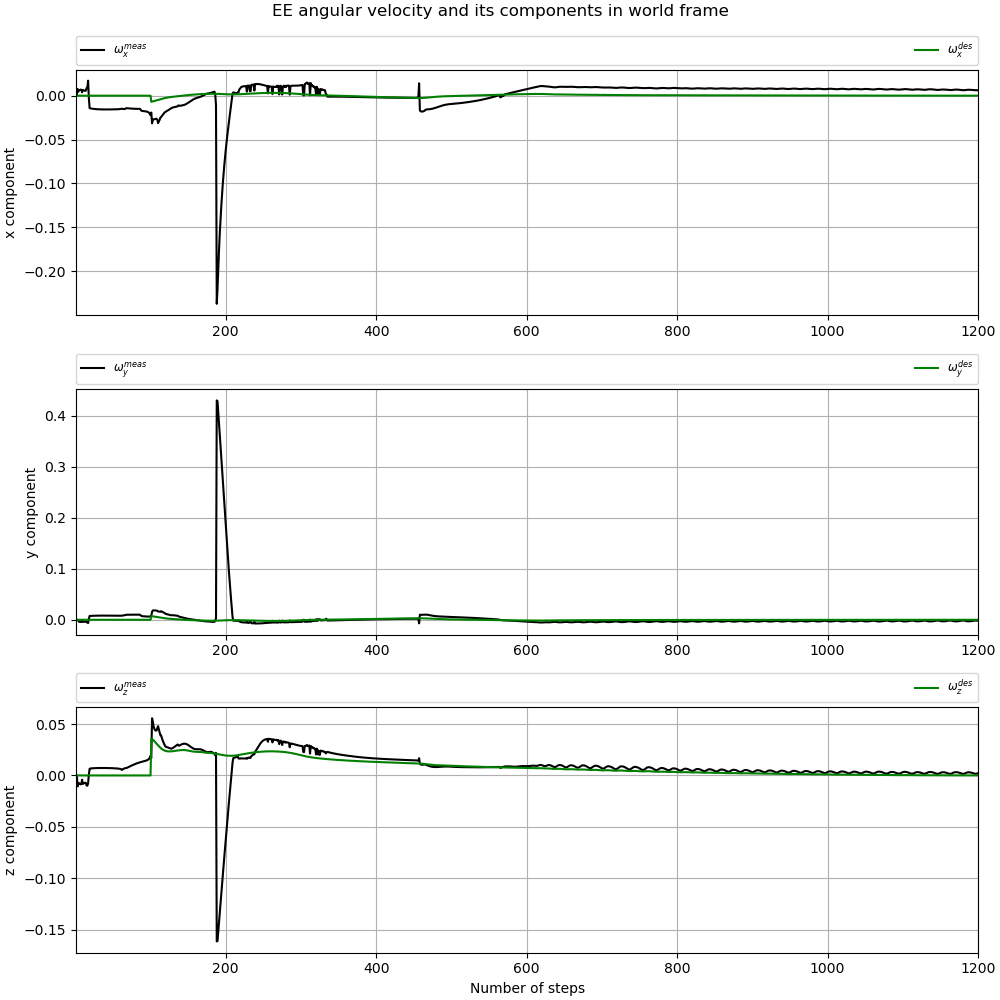 EE angular velocity and its components in world frame
ω_x^meas ω_x^des
0.00
−0.05
−0.10
−0.15
−0.20
x component
200 400 600 800 1000 1200
ω_y^meas ω_y^des
0.4
0.3
0.2
0.1
0.0
y component
200 400 600 800 1000 1200
ω_z^meas ω_z^des
0.05
0.00
−0.05
−0.10
−0.15
z component
200 400 600 800 1000 1200
Number of steps